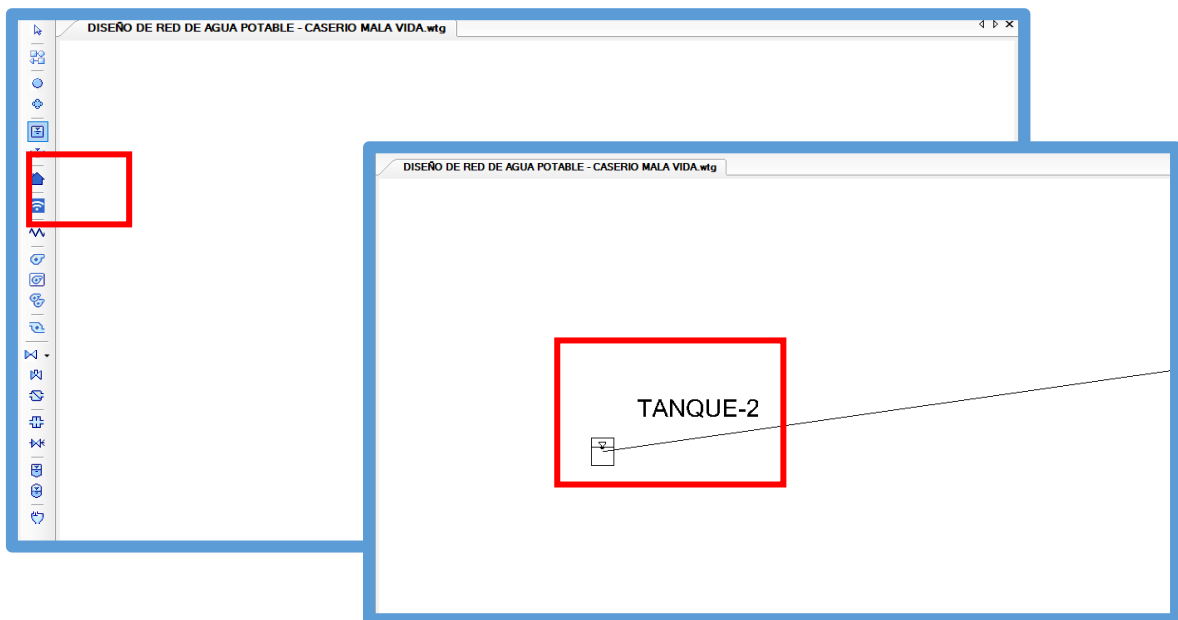 DISEÑO DE RED DE AGUA POTABLE - CASERIO MALA VIDA.wtg
DISEÑO DE RED DE AGUA POTABLE - CASERIO MALA VIDA.wtg
TANQUE-2